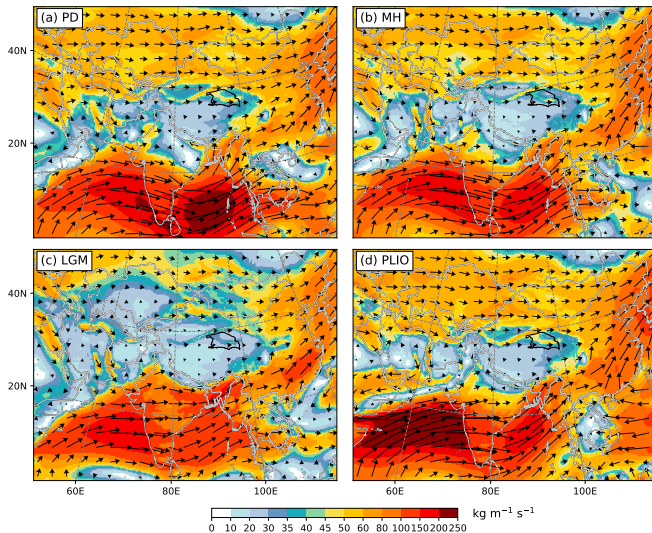 (a) PD
(b) MH
40N
20N
(c) LGM
(d) PLIO
40N
20N
60E 80E 100E 60E 80E 100E
0 10 20 30 35 40 45 50 60 80 100 150 200 250 kg m⁻¹ s⁻¹